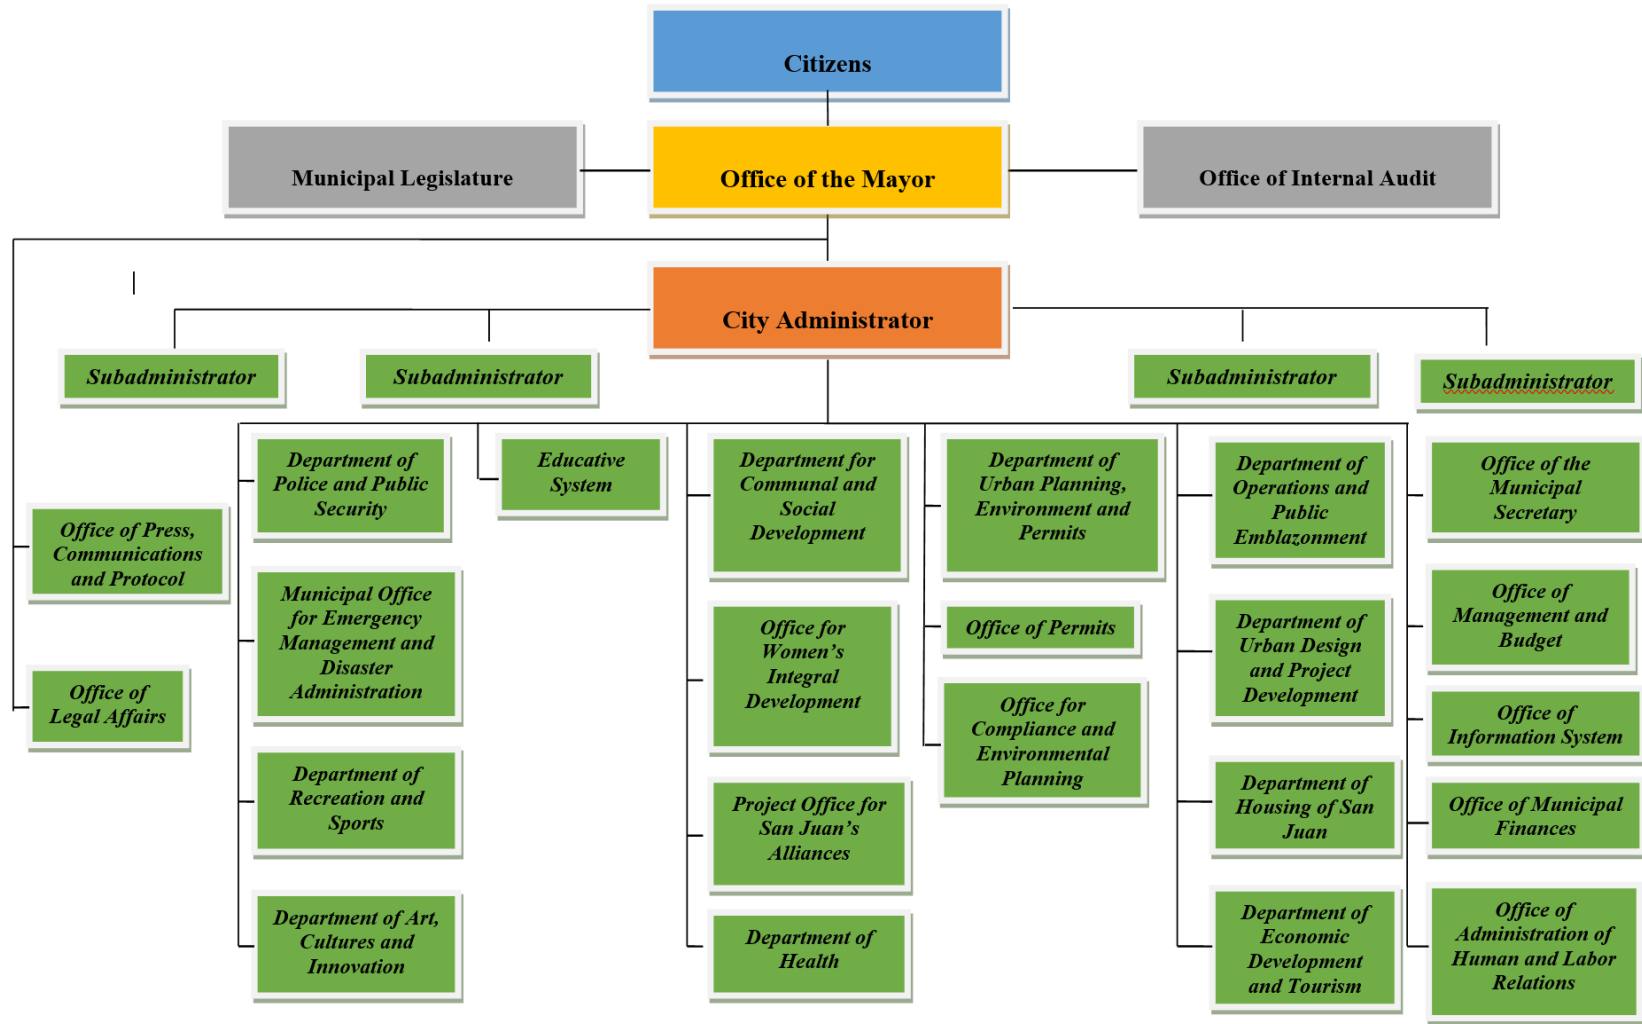 Citizens
Municipal Legislature
Office of the Mayor
Office of Internal Audit
City Administrator
Subadministrator
Subadministrator
Subadministrator
Subadministrator
Office of Press,
Communications
and Protocol
Office of
Legal Affairs
Department of
Police and Public
Security
Municipal Office
for Emergency
Management and
Disaster
Administration
Department of
Recreation and
Sports
Department of Art,
Cultures and
Innovation
Educative
System
Department for
Communal and
Social
Development
Office for
Women’s
Integral
Development
Project Office for
San Juan’s
Alliances
Department of
Health
Department of
Urban Planning,
Environment and
Permits
Office of Permits
Office for
Compliance and
Environmental
Planning
Department of
Operations and
Public
Emblazonment
Department of
Urban Design
and Project
Development
Department of
Housing of San
Juan
Department of
Economic
Development
and Tourism
Office of the
Municipal
Secretary
Office of
Management and
Budget
Office of
Information System
Office of Municipal
Finances
Office of
Administration of
Human and Labor
Relations